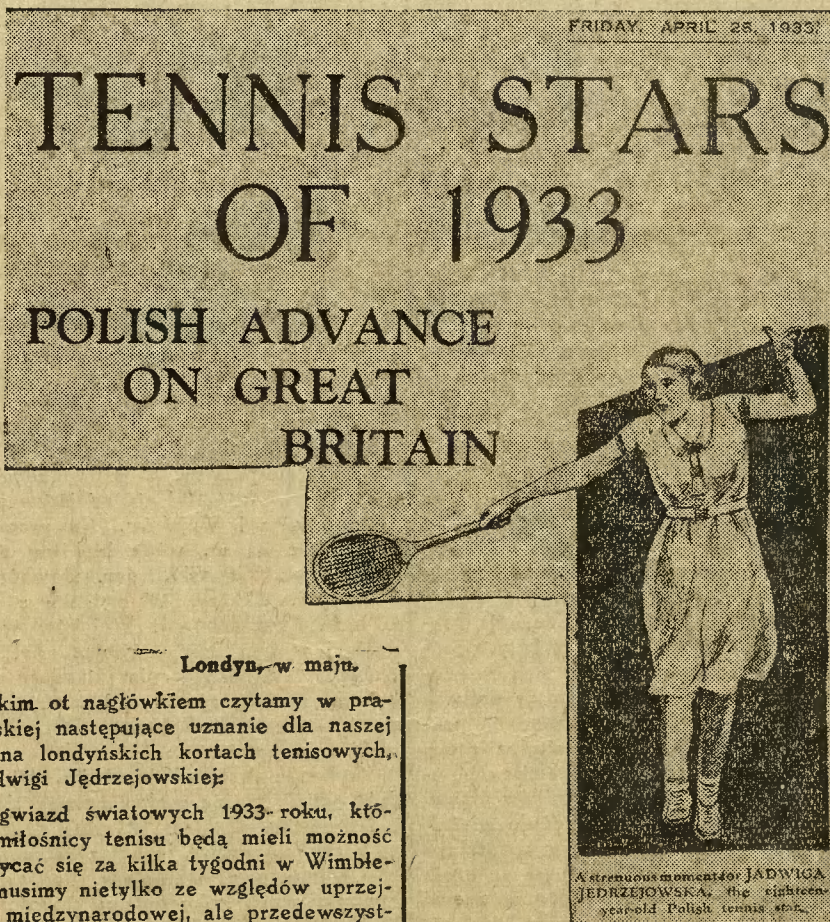 FRIDAY, APRIL 28, 1933.
TENNIS STARS
OF 1933
POLISH ADVANCE
ON GREAT
BRITAIN
Londyn, w maju.
kim ot nagłówkiem czytamy w pra-
skiej następujące uznanie dla naszej
na londyńskich kortach tenisowych,
dwigi Jędrzejowskiej:
gwiazd światowych 1933 roku, któ-
miłośnicy tenisu będą mieli możność
ycać się za kilka tygodni w Wimble-
musimy nietylko ze względów uprzej-
międzynarodowej, ale przedewszyst-
A strenuous moment for JADWIGA
JEDRZEJOWSKA, the eighteen-
year-old Polish tennis star.